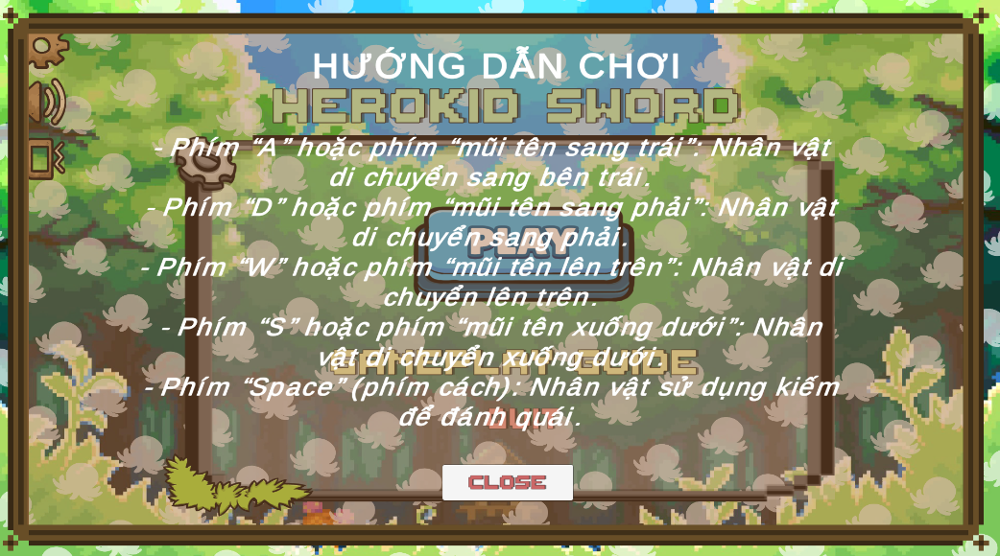 HƯỚNG DẪN CHƠI
HEROKID SWORD
- Phím “A” hoặc phím “mũi tên sang trái”: Nhân vật
di chuyển sang bên trái.
- Phím “D” hoặc phím “mũi tên sang phải”: Nhân vật
di chuyển sang phải.
PLAY
- Phím “W” hoặc phím “mũi tên lên trên”: Nhân vật di
chuyển lên trên.
- Phím “S” hoặc phím “mũi tên xuống dưới”: Nhân
vật di chuyển xuống dưới.
GAMEPLAY GUIDE
- Phím “Space” (phím cách): Nhân vật sử dụng kiếm
để đánh quái.
CLOSE